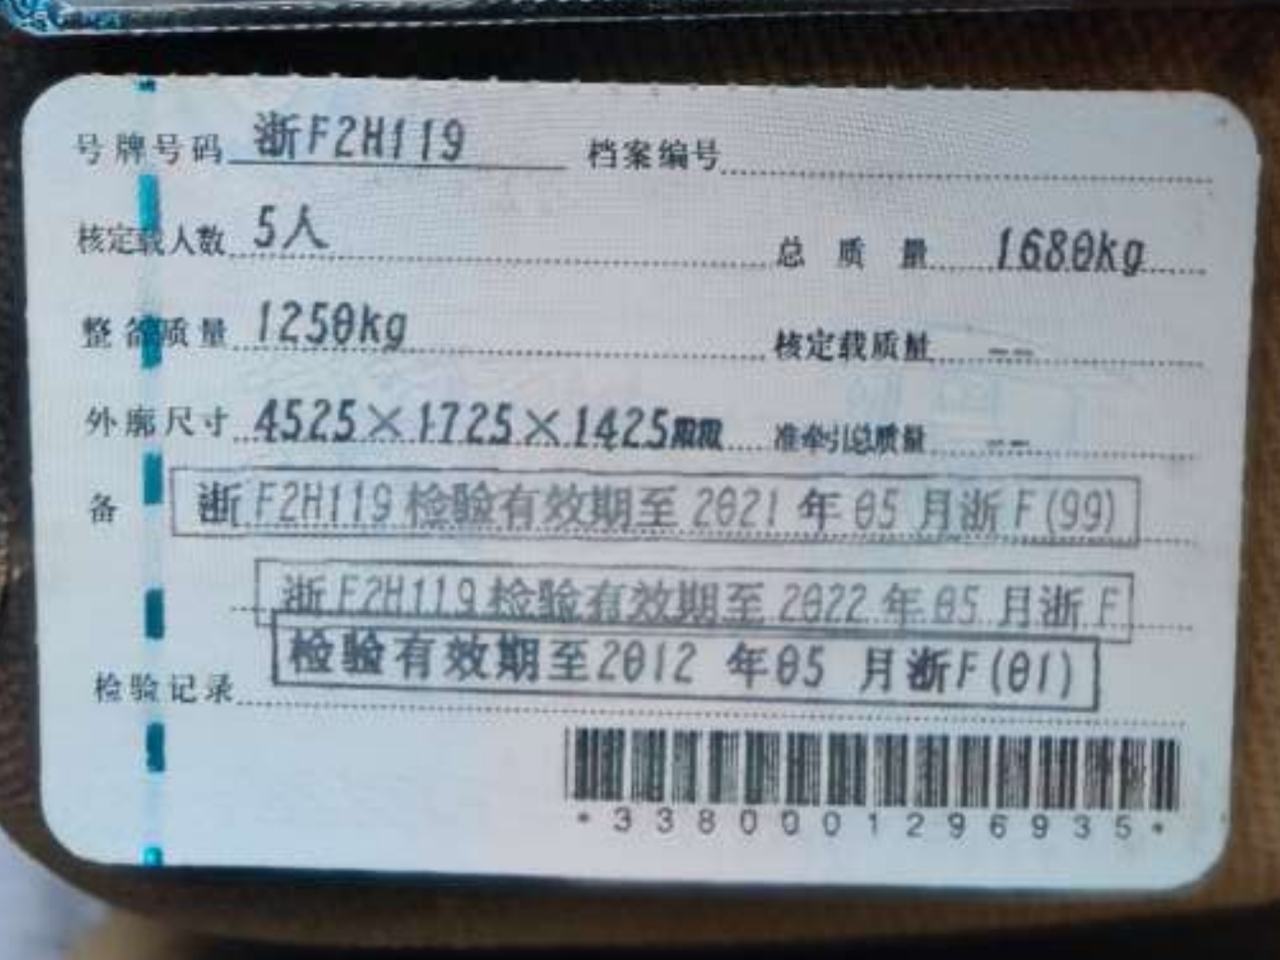 号牌号码 浙F2H119 档案编号
核定载人数 5人 总质量 1680kg
整备质量 1250kg 核定载质量 --
外廓尺寸 4525×1725×1425mm 准牵引总质量 --
备 浙F2H119检验有效期至2021年05月浙F(99)
浙F2H119检验有效期至2022年05月浙F
检验有效期至2012年05月浙F(01)
检验记录
*3380001296935*